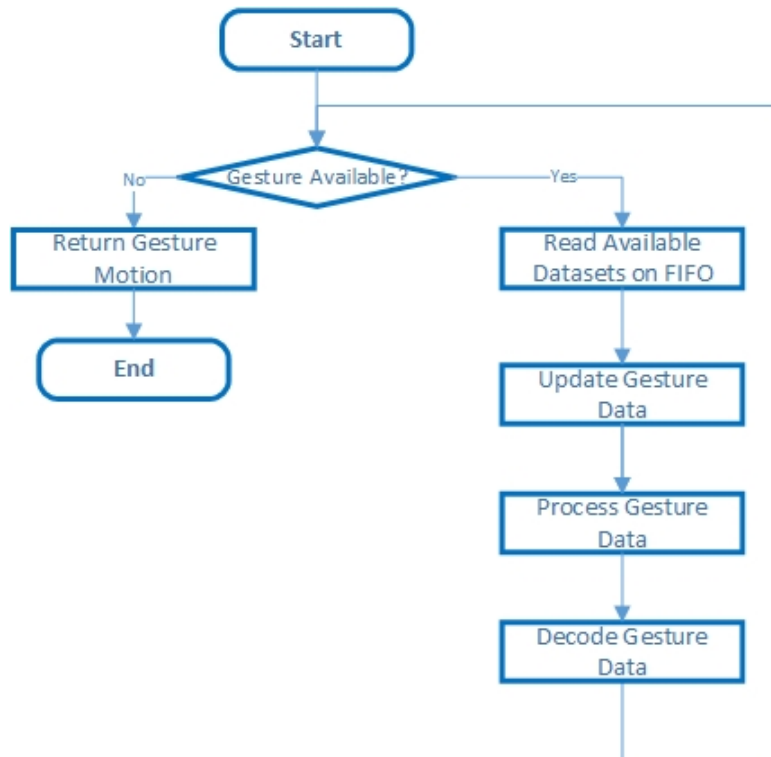 Start
Gesture Available?
No
Yes
Return Gesture
Motion
End
Read Available
Datasets on FIFO
Update Gesture
Data
Process Gesture
Data
Decode Gesture
Data